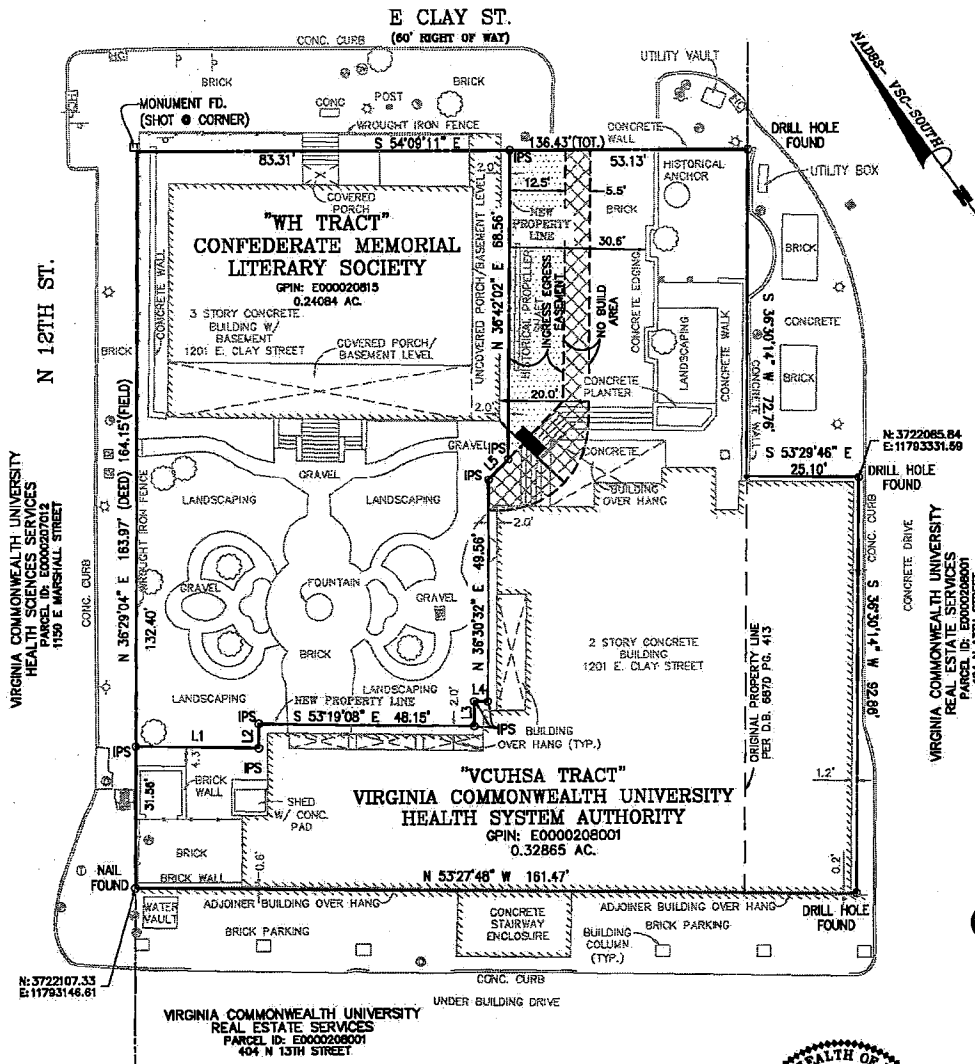 E CLAY ST.
(60' RIGHT OF WAY)
CONC. CURB
BRICK
BRICK
POST
CONC
MONUMENT FD.
(SHOT @ CORNER)
WROUGHT IRON FENCE
UTILITY VAULT
NAD83- VSC-SOUTH
CONCRETE
WALL
DRILL HOLE
FOUND
S 54°09'11" E
136.43'(TOT.)
83.31'
53.13'
IPS
2.0'
12.5'
5.5'
HISTORICAL
ANCHOR
UTILITY BOX
COVERED
PORCH
NEW
PROPERTY
LINE
BRICK
30.6'
"WH TRACT"
CONFEDERATE MEMORIAL
LITERARY SOCIETY
GPIN: E000020815
0.24084 AC.
3 STORY CONCRETE
BUILDING W/
BASEMENT
1201 E. CLAY STREET
COVERED PORCH/
BASEMENT LEVEL
UNCOVERED PORCH/BASEMENT LEVEL
N 36°42'02" E 68.56'
HISTORICAL PROPELLER
SHAFT
INGRESS EGRESS
EASEMENT
NO BUILD
AREA
CONCRETE EDGING
LANDSCAPING
CONCRETE WALK
CONCRETE WALL
S 36°30'14" W 72.76'
BRICK
CONCRETE
BRICK
N 12TH ST.
BRICK
CONCRETE WALL
20.0'
CONCRETE
PLANTER
2.0'
GRAVEL
IPS
L5
IPS
CONCRETE
BUILDING
OVER HANG
2.0'
S 53°29'46" E
25.10'
N:3722065.84
E:11793331.59
DRILL HOLE
FOUND
GRAVEL
LANDSCAPING
LANDSCAPING
GRAVEL
FOUNTAIN
GRAVEL
BRICK
LANDSCAPING
LANDSCAPING
WROUGHT IRON FENCE
N 36°29'04" E 163.97' (DEED) 164.15'(FIELD)
132.40'
CONC. CURB
VIRGINIA COMMONWEALTH UNIVERSITY
HEALTH SCIENCES SERVICES
PARCEL ID: E0000207012
1150 E MARSHALL STREET
N 36°30'32" E 49.56'
2 STORY CONCRETE
BUILDING
1201 E. CLAY STREET
ORIGINAL PROPERTY LINE
PER D.B. 6670 PG. 413
CONC. CURB
CONCRETE DRIVE
S 36°30'14" W 92.86'
VIRGINIA COMMONWEALTH UNIVERSITY
REAL ESTATE SERVICES
PARCEL ID: E0000208001
NEW PROPERTY LINE
S 53°19'08" E 48.15'
L4
2.0'
L3
IPS
IPS
L1
L2
IPS
IPS
BUILDING
OVER HANG (TYP.)
4.3'
BRICK
WALL
31.56'
SHED
W/ CONC.
PAD
"VCUHSA TRACT"
VIRGINIA COMMONWEALTH UNIVERSITY
HEALTH SYSTEM AUTHORITY
GPIN: E0000208001
0.32865 AC.
1.2'
0.2'
BRICK
BRICK WALL
0.6'
N 53°27'48" W 161.47'
NAIL
FOUND
WATER
VAULT
ADJOINER BUILDING OVER HANG
BRICK PARKING
CONCRETE
STAIRWAY
ENCLOSURE
ADJOINER BUILDING OVER HANG
BRICK PARKING
BUILDING
COLUMN
(TYP.)
DRILL HOLE
FOUND
N:3722107.33
E:11793146.61
CONC. CURB
UNDER BUILDING DRIVE
VIRGINIA COMMONWEALTH UNIVERSITY
REAL ESTATE SERVICES
PARCEL ID: E0000208001
404 N 13TH STREET